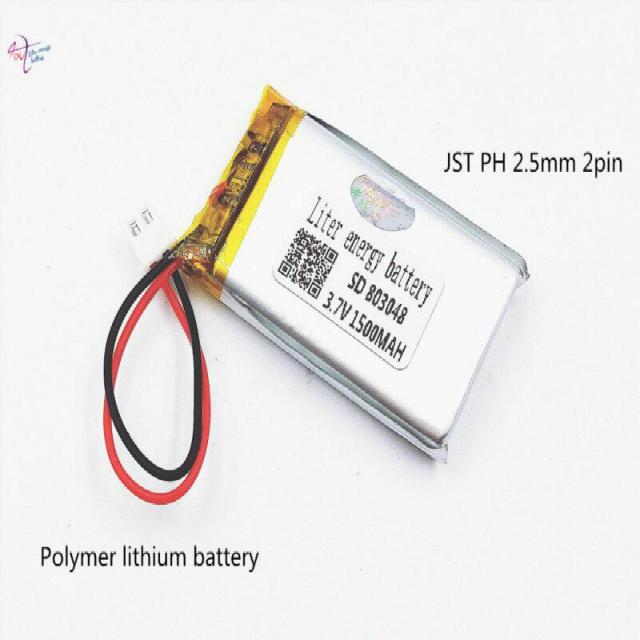 JST PH 2.5mm 2pin
Liter energy battery
SD 803048
3.7V 1500MAH
Polymer lithium battery